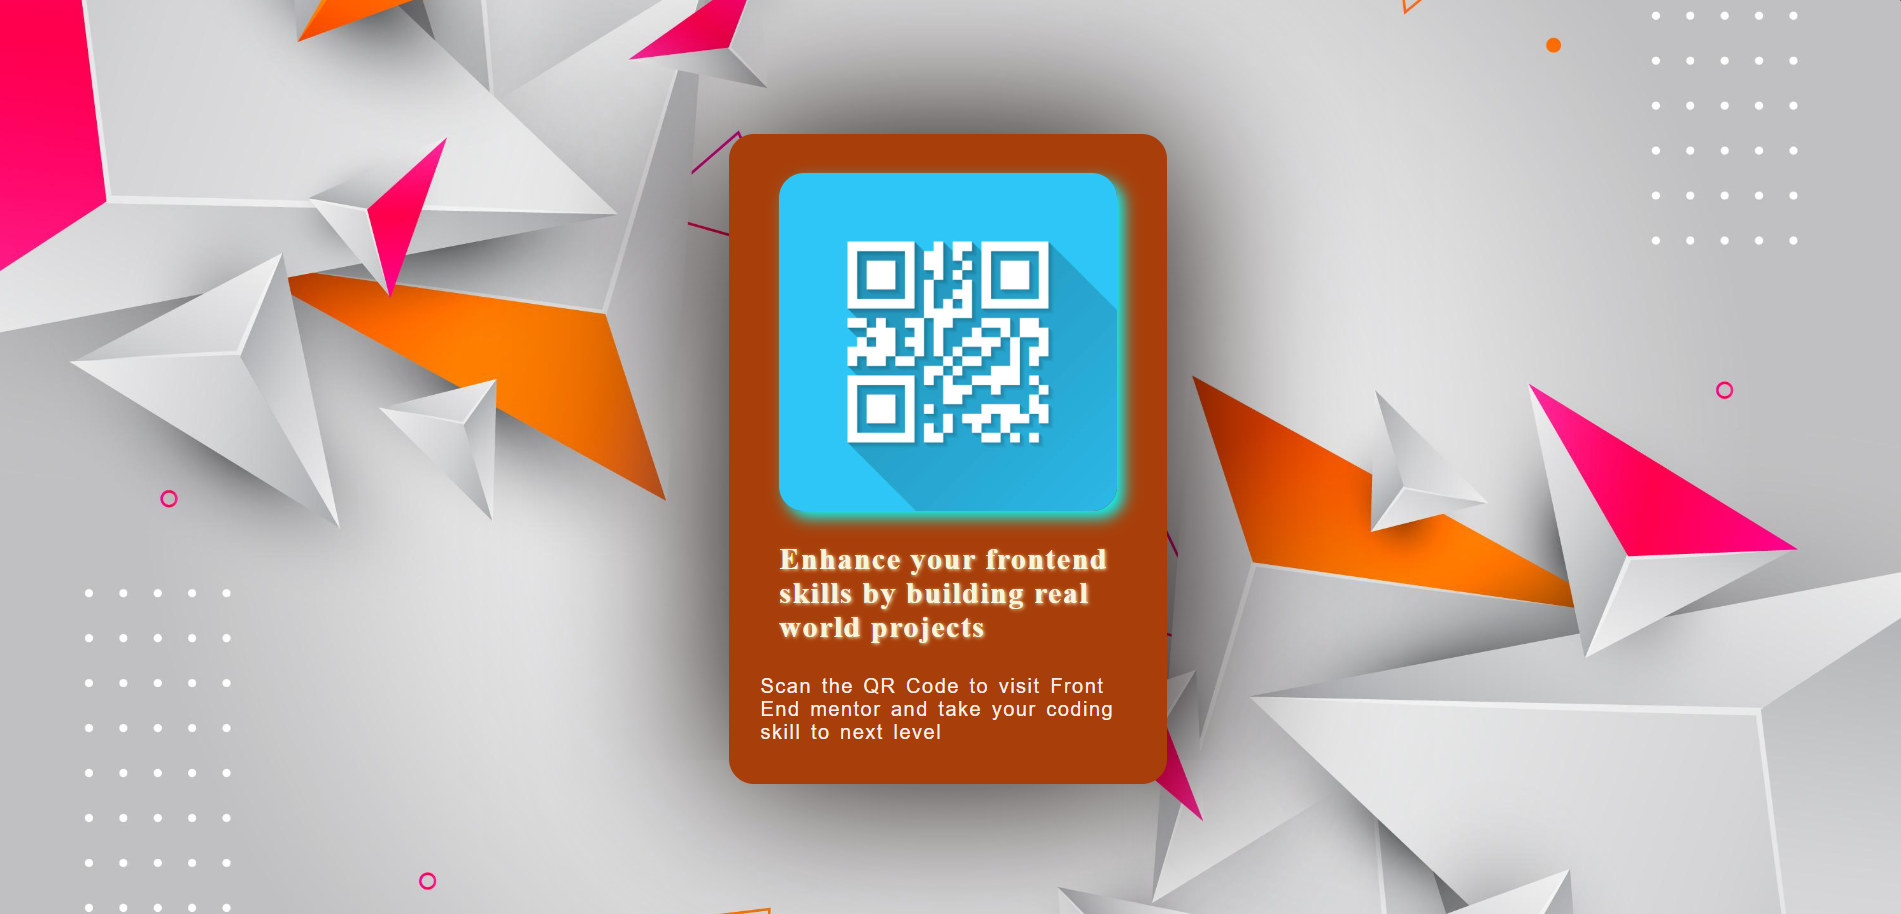 Enhance your frontend
skills by building real
world projects
Scan the QR Code to visit Front
End mentor and take your coding
skill to next level